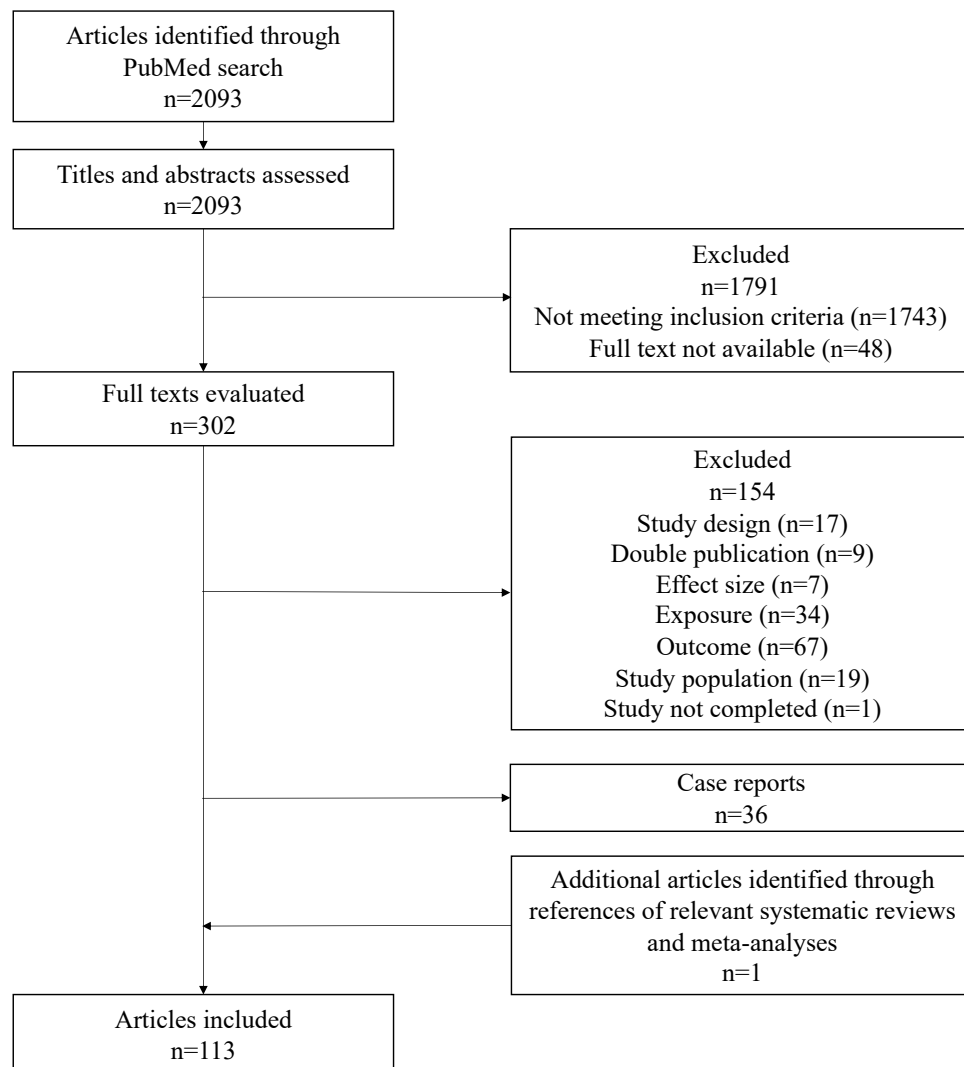 Articles identified through
PubMed search
n=2093
Titles and abstracts assessed
n=2093
Excluded
n=1791
Not meeting inclusion criteria (n=1743)
Full text not available (n=48)
Full texts evaluated
n=302
Excluded
n=154
Study design (n=17)
Double publication (n=9)
Effect size (n=7)
Exposure (n=34)
Outcome (n=67)
Study population (n=19)
Study not completed (n=1)
Case reports
n=36
Additional articles identified through
references of relevant systematic reviews
and meta-analyses
n=1
Articles included
n=113